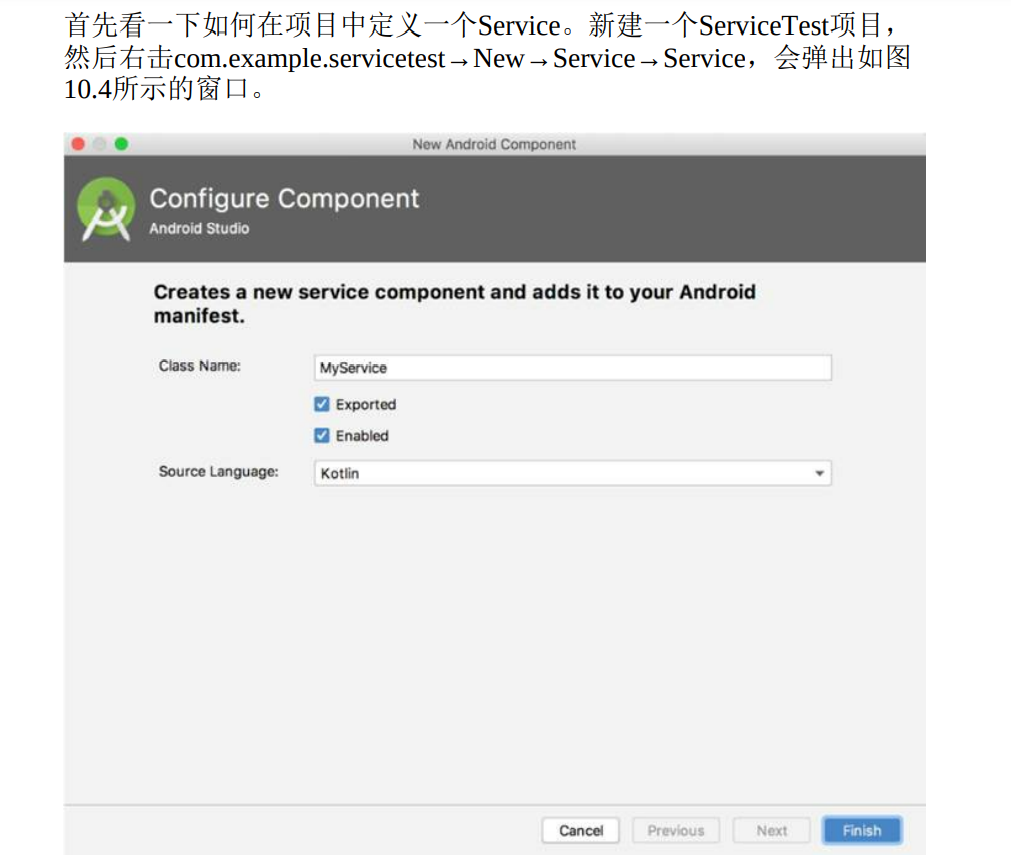 首先看一下如何在项目中定义一个Service。新建一个ServiceTest项目，
然后右击com.example.servicetest→New→Service→Service，会弹出如图
10.4所示的窗口。
New Android Component
Configure Component
Android Studio
Creates a new service component and adds it to your Android
manifest.
Class Name:
MyService
Exported
Enabled
Source Language:
Kotlin
Cancel
Previous
Next
Finish